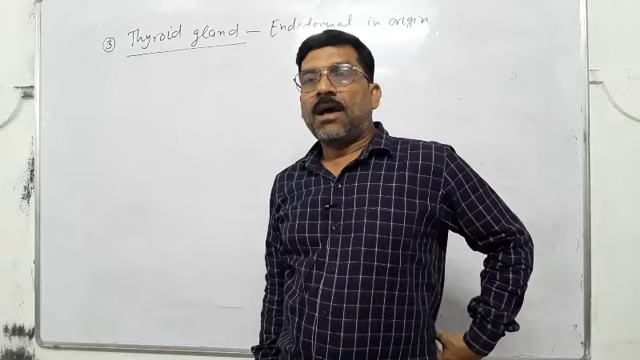 ③ Thyroid gland — Endodermal in origin